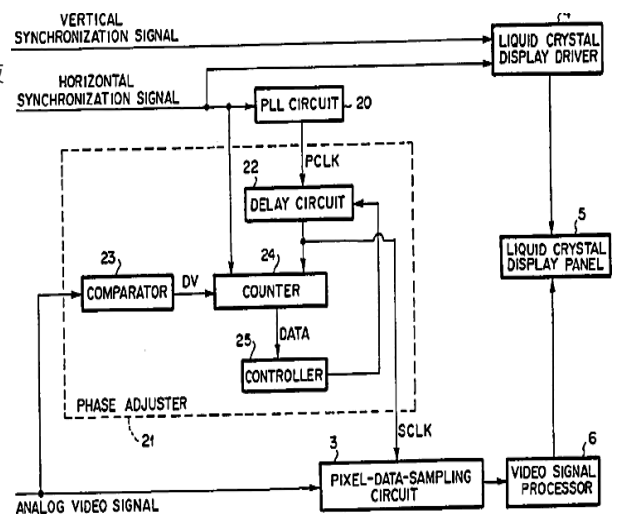 VERTICAL
SYNCHRONIZATION SIGNAL
4
LIQUID CRYSTAL
DISPLAY DRIVER
HORIZONTAL
SYNCHRONIZATION SIGNAL
PLL CIRCUIT
20
PCLK
22
DELAY CIRCUIT
5
LIQUID CRYSTAL
DISPLAY PANEL
23
COMPARATOR
DV
24
COUNTER
DATA
25
CONTROLLER
PHASE ADJUSTER
21
SCLK
3
PIXEL-DATA-SAMPLING
CIRCUIT
6
VIDEO SIGNAL
PROCESSOR
ANALOG VIDEO SIGNAL